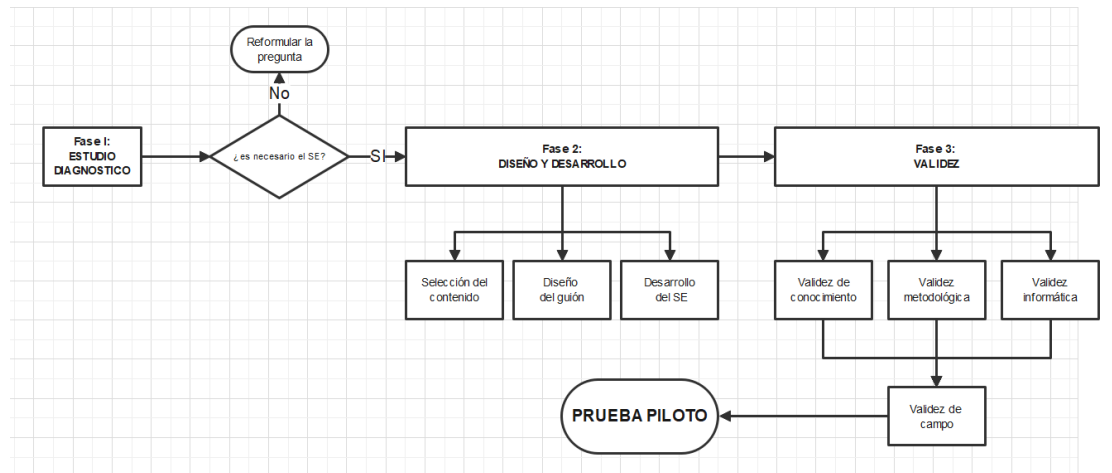 Reformular la
pregunta
No
Fase I:
ESTUDIO
DIAGNOSTICO
¿es necesario el SE?
SI
Fase 2:
DISEÑO Y DESARROLLO
Fase 3:
VALIDEZ
Selección del
contenido
Diseño
del guión
Desarrollo
del SE
Validez de
conocimiento
Validez
metodológica
Validez
informática
PRUEBA PILOTO
Validez de
campo